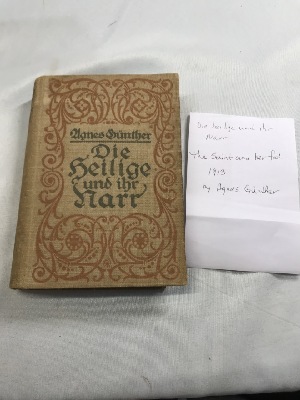 Agnes Günther
Die
Heilige
und ihr
Narr
Die heilige und ihr
Narr
The Saint and her fool
1913
by Agnes Günther